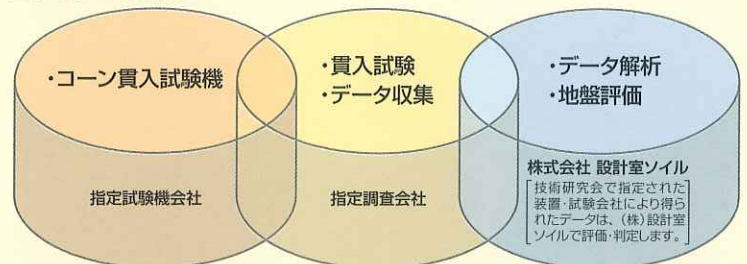 ・コーン貫入試験機
・貫入試験
・データ収集
・データ解析
・地盤評価
指定試験機会社
指定調査会社
株式会社 設計室ソイル
技術研究会で指定された
装置・試験会社により得ら
れたデータは、(株)設計室
ソイルで評価・判定します。